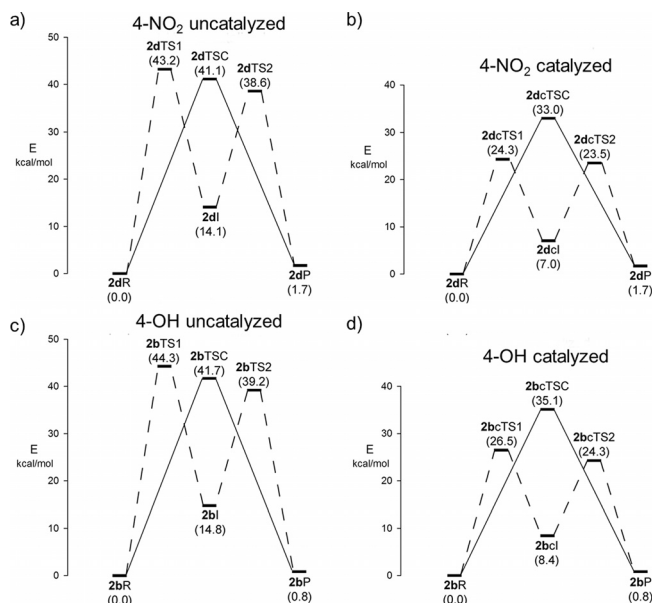 a)
4-NO₂ uncatalyzed
50
40
30
20
10
0
E
kcal/mol
2dTS1
(43.2)
2dTSC
(41.1)
2dTS2
(38.6)
2dI
(14.1)
2dR
(0.0)
2dP
(1.7)
b)
4-NO₂ catalyzed
40
30
20
10
0
E
kcal/mol
2dcTSC
(33.0)
2dcTS1
(24.3)
2dcTS2
(23.5)
2dcI
(7.0)
2dR
(0.0)
2dP
(1.7)
c)
4-OH uncatalyzed
50
40
30
20
10
0
E
kcal/mol
2bTS1
(44.3)
2bTSC
(41.7)
2bTS2
(39.2)
2bI
(14.8)
2bR
(0.0)
2bP
(0.8)
d)
4-OH catalyzed
40
30
20
10
0
E
kcal/mol
2bcTSC
(35.1)
2bcTS1
(26.5)
2bcTS2
(24.3)
2bcI
(8.4)
2bR
(0.0)
2bP
(0.8)